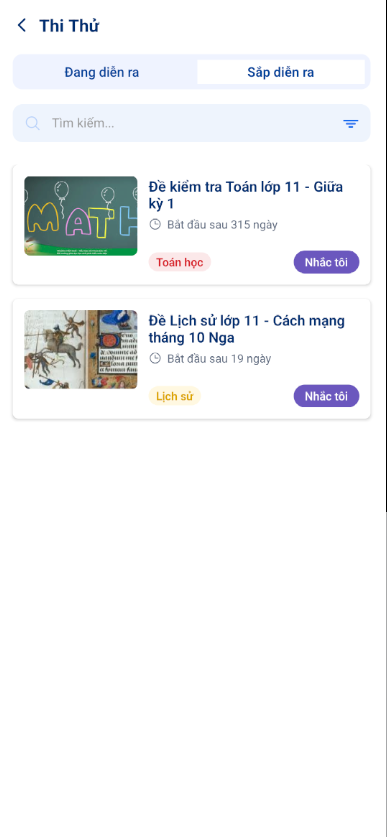 Thi Thử
Đang diễn ra
Sắp diễn ra
Tìm kiếm...
MATH
Đề kiểm tra Toán lớp 11 - Giữa
kỳ 1
Bắt đầu sau 315 ngày
Toán học
Nhắc tôi
Đề Lịch sử lớp 11 - Cách mạng
tháng 10 Nga
Bắt đầu sau 19 ngày
Lịch sử
Nhắc tôi